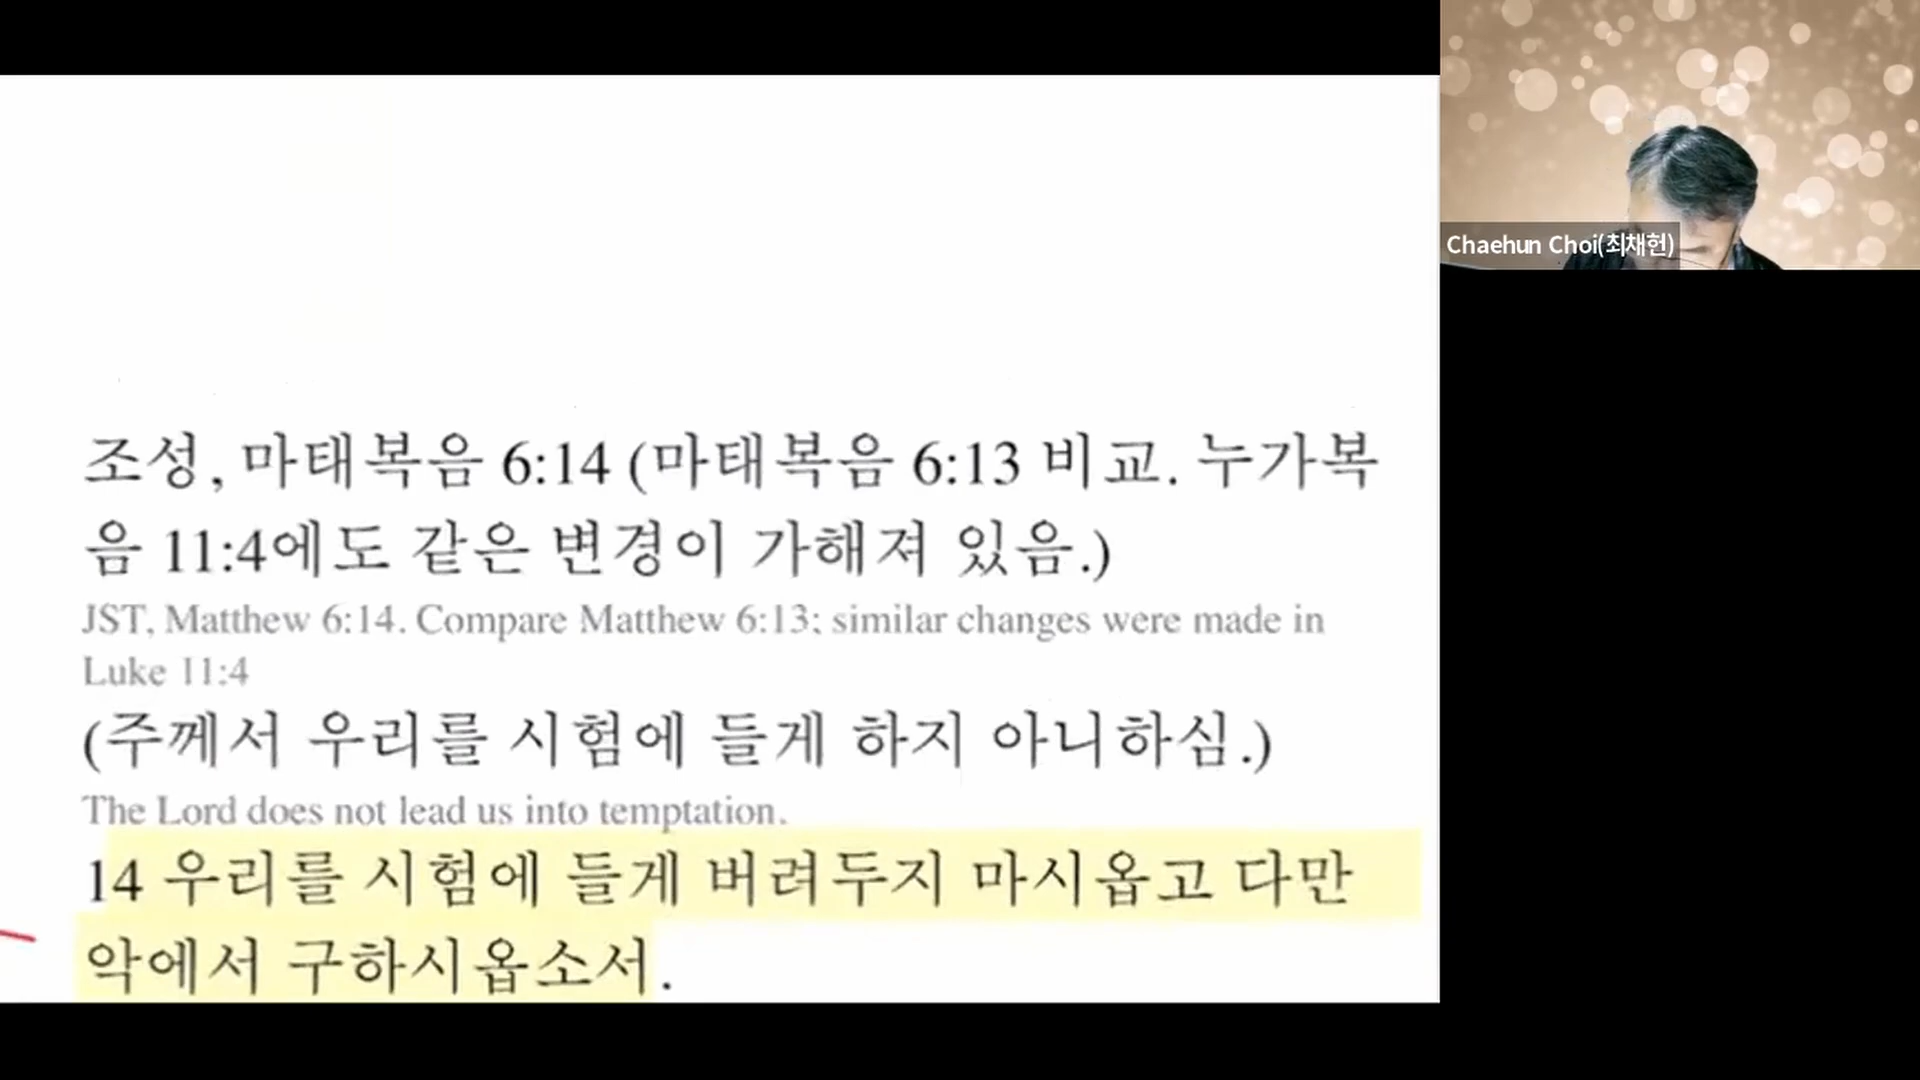 조성, 마태복음 6:14 (마태복음 6:13 비교. 누가복
음 11:4에도 같은 변경이 가해져 있음.)
JST, Matthew 6:14. Compare Matthew 6:13; similar changes were made in
Luke 11:4
(주께서 우리를 시험에 들게 하지 아니하심.)
The Lord does not lead us into temptation.
14 우리를 시험에 들게 버려두지 마시옵고 다만
악에서 구하시옵소서.
Chaehun Choi(최채헌)